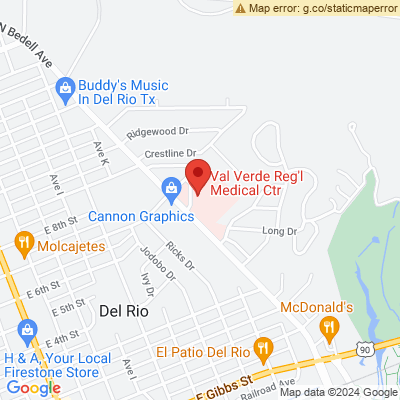 Map error: g.co/staticmaperror
N Bedell Ave
Buddy's Music
In Del Rio Tx
Ridgewood Dr
Ave K
Crestline Dr
Val Verde Reg'l
Medical Ctr
Ave I
Cannon Graphics
E 8th St
Long Dr
Molcajetes
Ricks Dr
Jodobo Dr
Ivy Dr
E 6th St
E 5th St
Del Rio
McDonald's
E 4th St
H & A, Your Local
Firestone Store
Ave I
El Patio Del Rio
90
E Gibbs St
Railroad Ave
Google
Map data ©2024 Google